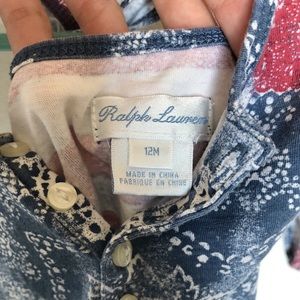 Ralph Lauren
12M
MADE IN CHINA
FABRIQUÉ EN CHINE